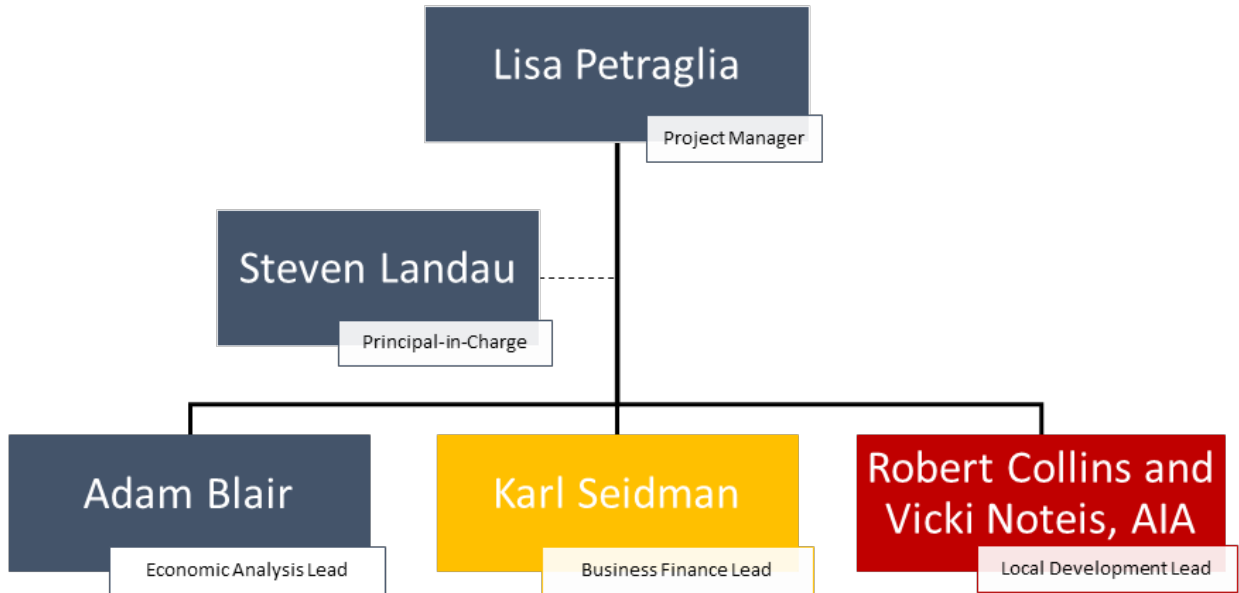 Lisa Petraglia
Project Manager
Steven Landau
Principal-in-Charge
Adam Blair
Economic Analysis Lead
Karl Seidman
Business Finance Lead
Robert Collins and
Vicki Noteis, AIA
Local Development Lead